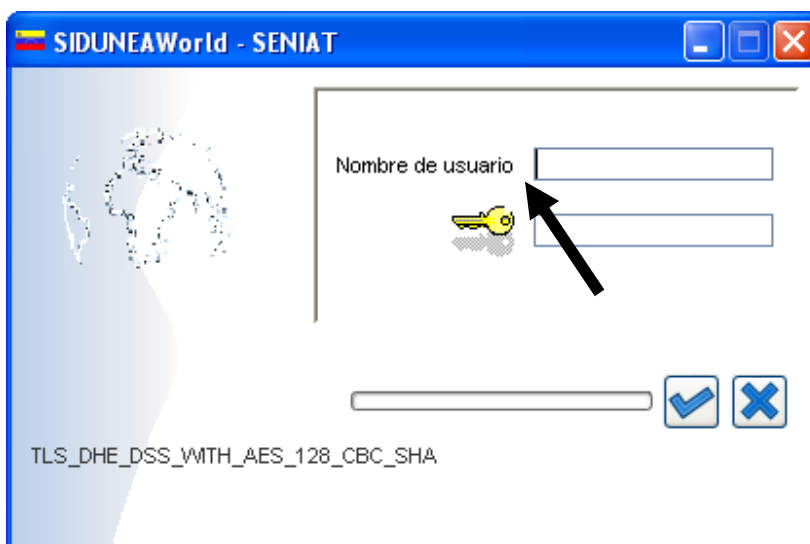 SIDUNEAWorld - SENIAT
Nombre de usuario
TLS_DHE_DSS_WITH_AES_128_CBC_SHA